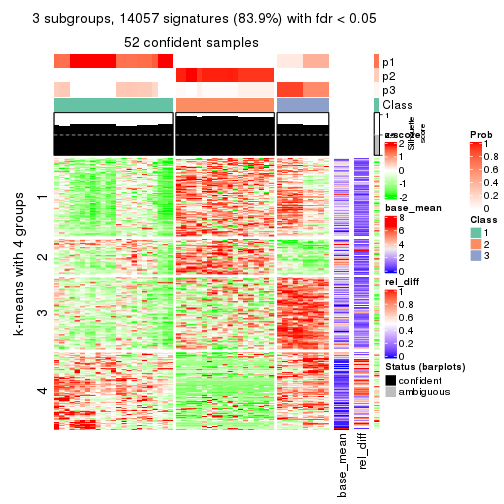 3 subgroups, 14057 signatures (83.9%) with fdr < 0.05
52 confident samples
p1
p2
p3
Class
1
Silhouette
score
k-means with 4 groups
1
2
3
4
base_mean
rel_diff
z-score
2
1
0
-1
-2
base_mean
8
6
4
2
0
rel_diff
1
0.8
0.6
0.4
0.2
0
Status (barplots)
confident
ambiguous
Prob
1
0.8
0.6
0.4
0.2
0
Class
1
2
3